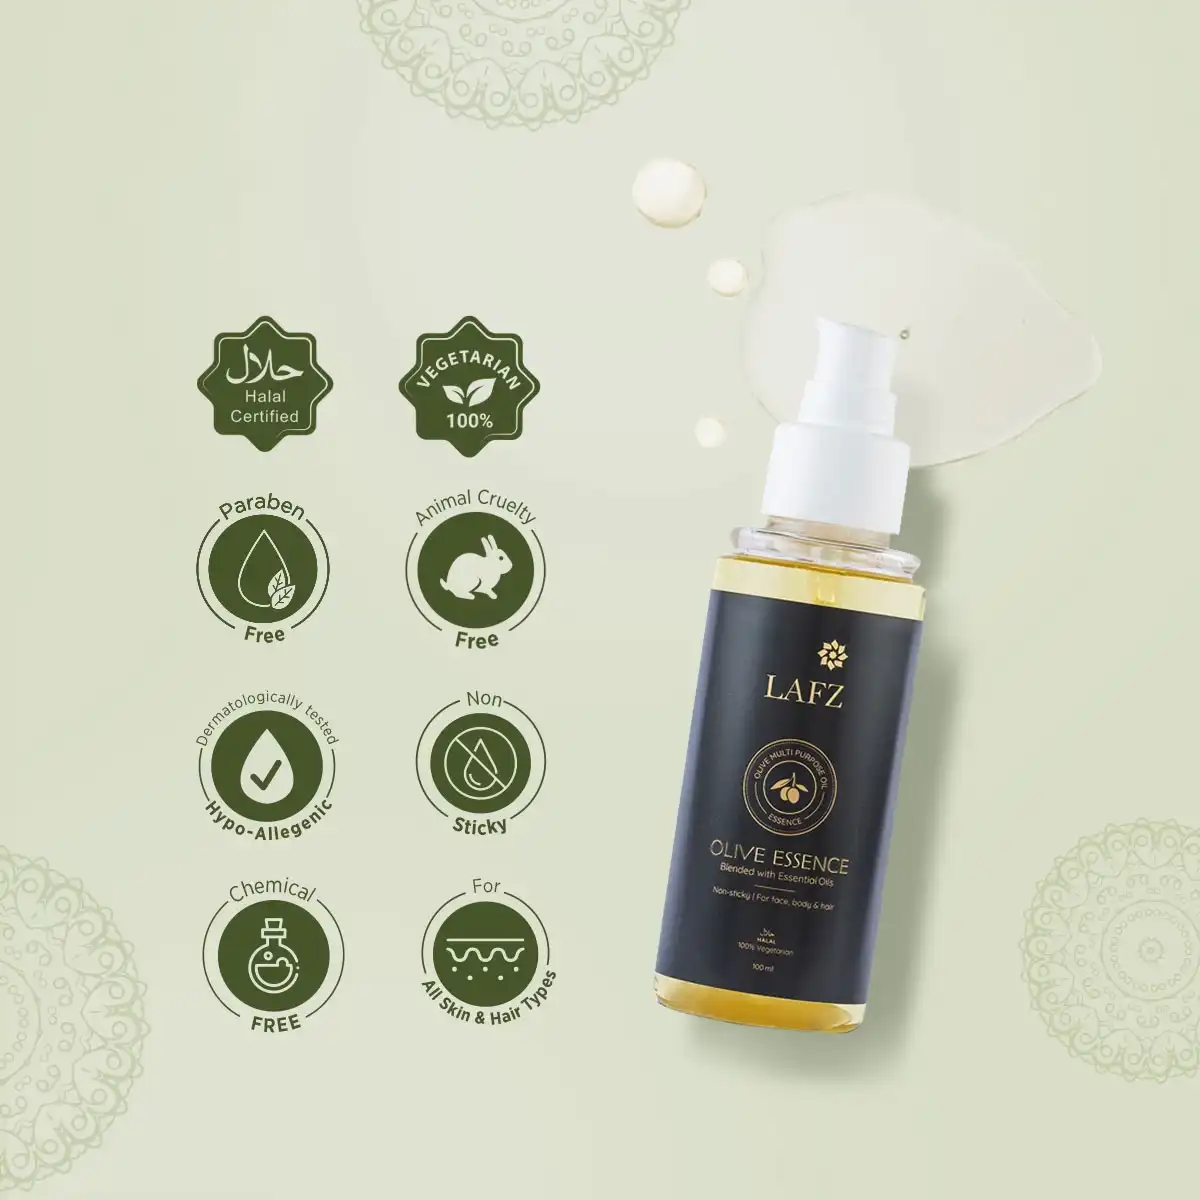 حلال
Halal
Certified
VEGETARIAN
100%
Paraben
Free
Animal Cruelty
Free
Dermatologically tested
Hypo-Allegenic
Non
Sticky
Chemical
FREE
For
All Skin & Hair Types
LAFZ
OLIVE MULTI PURPOSE OIL
ESSENCE
OLIVE ESSENCE
Blended with Essential Oils
Non-sticky | For face, body & hair
حلال
HALAL
100% Vegetarian
100 ml